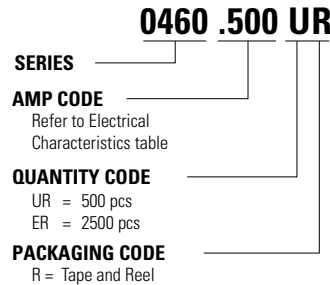 0460 .500 UR
SERIES
AMP CODE
Refer to Electrical
Characteristics table
QUANTITY CODE
UR = 500 pcs
ER = 2500 pcs
PACKAGING CODE
R = Tape and Reel